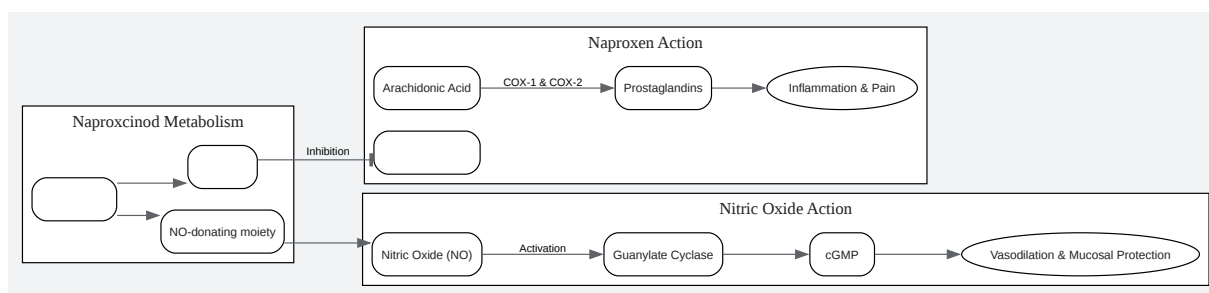 Naproxcinod Metabolism
NO-donating moiety
Inhibition
Naproxen Action
Arachidonic Acid
COX-1 & COX-2
Prostaglandins
Inflammation & Pain
Nitric Oxide Action
Nitric Oxide (NO)
Activation
Guanylate Cyclase
cGMP
Vasodilation & Mucosal Protection